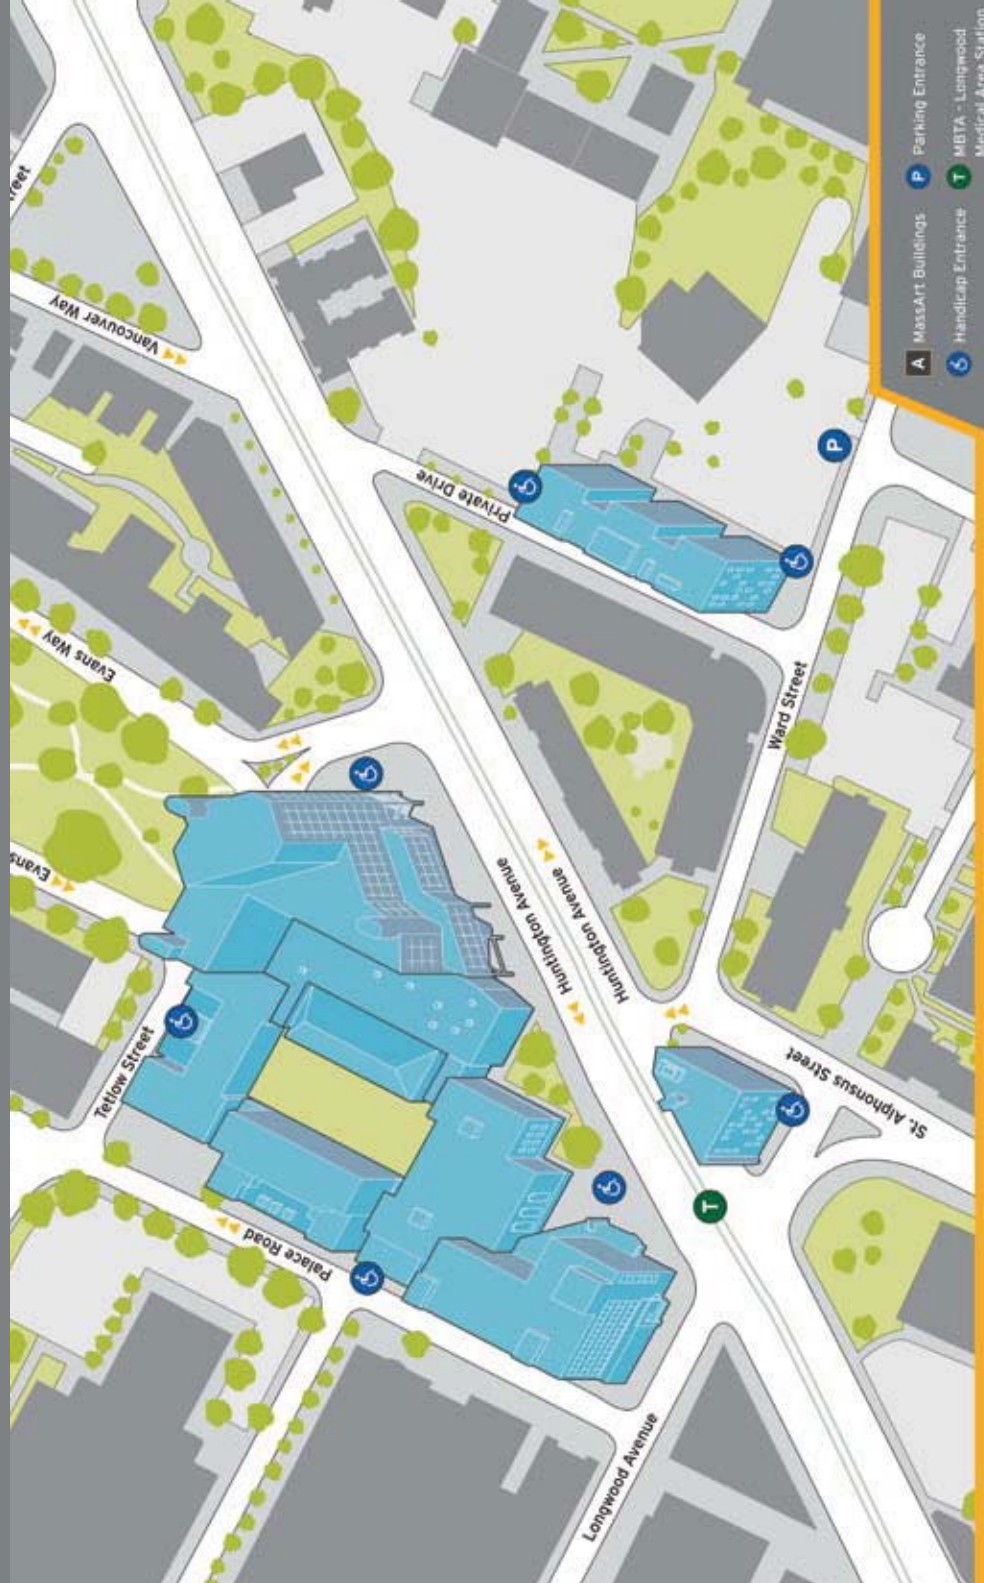 reet
Vancouver Way
Evans Way
Evans
Private Drive
Huntington Avenue
Huntington Avenue
Ward Street
St. Alphonsus Street
Tetlow Street
Palace Road
Longwood Avenue
P
T
A MassArt Buildings
P Parking Entrance
Handicap Entrance
T MBTA - Longwood
Medical Area Station